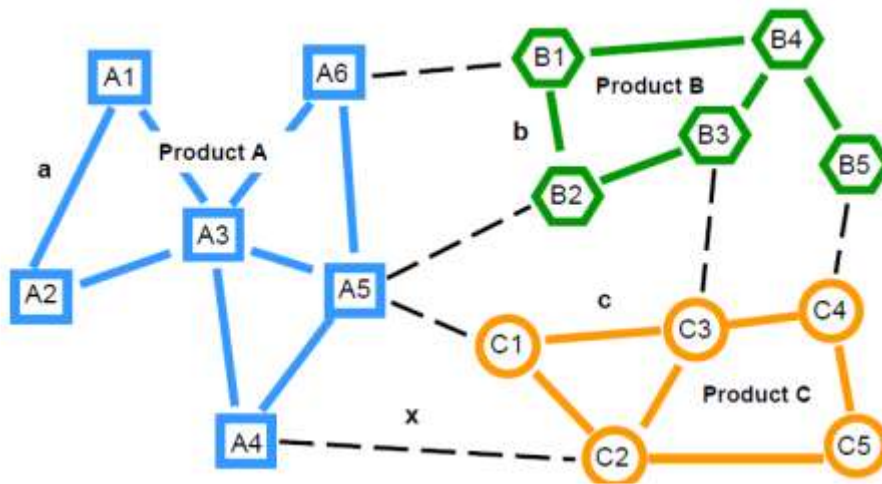 A1
A6
B1
B4
Product A
Product B
a
b
B3
B5
B2
A3
A2
A5
c
C1
C3
C4
Product C
x
A4
C2
C5